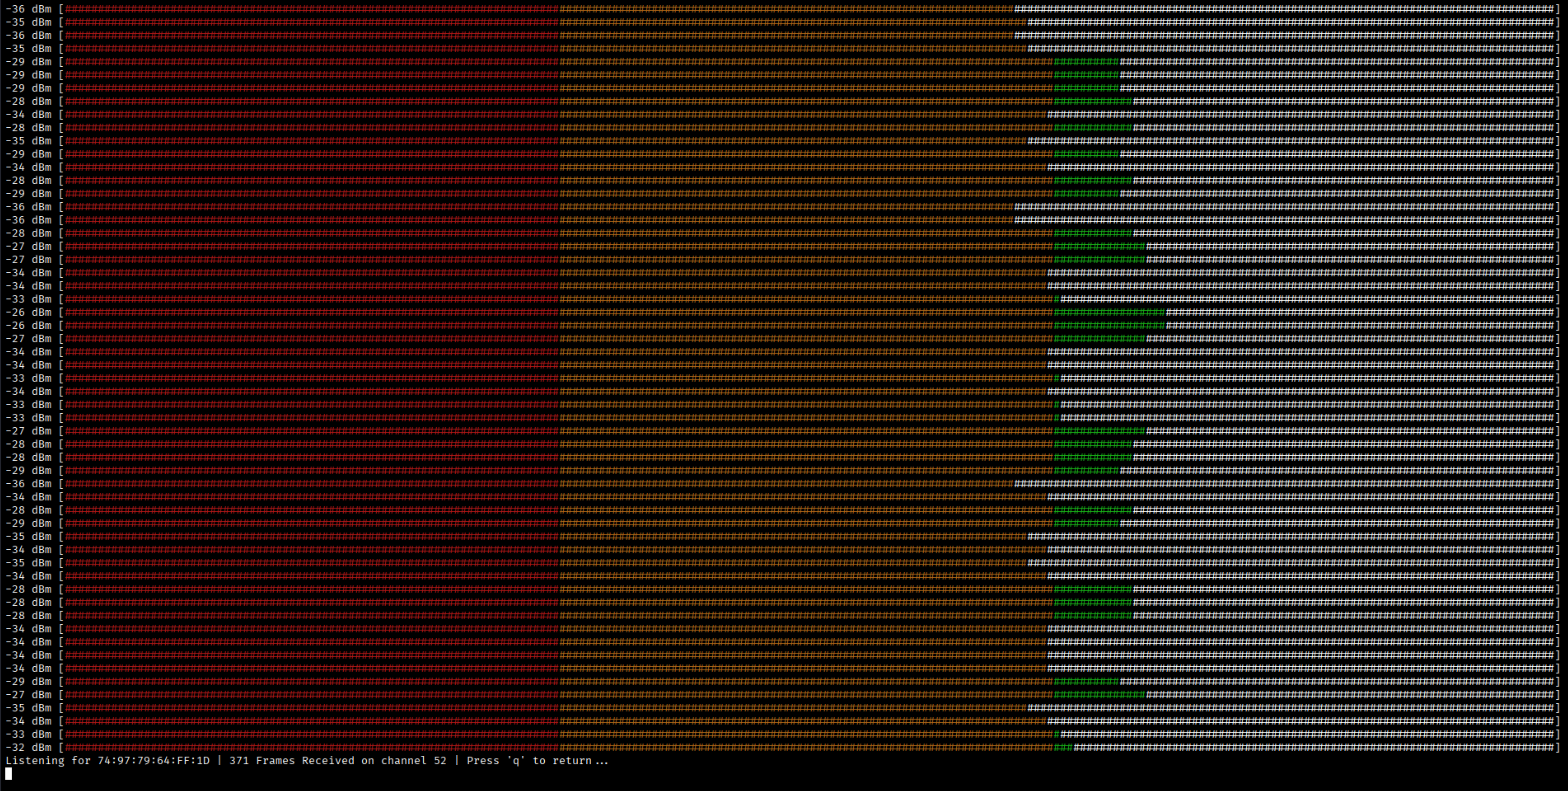 -36 dBm []
-35 dBm []
-36 dBm []
-35 dBm []
-29 dBm []
-29 dBm []
-29 dBm []
-28 dBm []
-34 dBm []
-28 dBm []
-35 dBm []
-29 dBm []
-34 dBm []
-28 dBm []
-29 dBm []
-36 dBm []
-36 dBm []
-28 dBm []
-27 dBm []
-27 dBm []
-34 dBm []
-34 dBm []
-33 dBm []
-26 dBm []
-26 dBm []
-27 dBm []
-34 dBm []
-34 dBm []
-33 dBm []
-34 dBm []
-33 dBm []
-33 dBm []
-27 dBm []
-28 dBm []
-28 dBm []
-29 dBm []
-36 dBm []
-34 dBm []
-28 dBm []
-29 dBm []
-35 dBm []
-34 dBm []
-35 dBm []
-34 dBm []
-28 dBm []
-28 dBm []
-28 dBm []
-34 dBm []
-34 dBm []
-34 dBm []
-34 dBm []
-29 dBm []
-27 dBm []
-35 dBm []
-34 dBm []
-33 dBm []
-32 dBm []
Listening for 74:97:79:64:FF:1D | 371 Frames Received on channel 52 | Press 'q' to return...